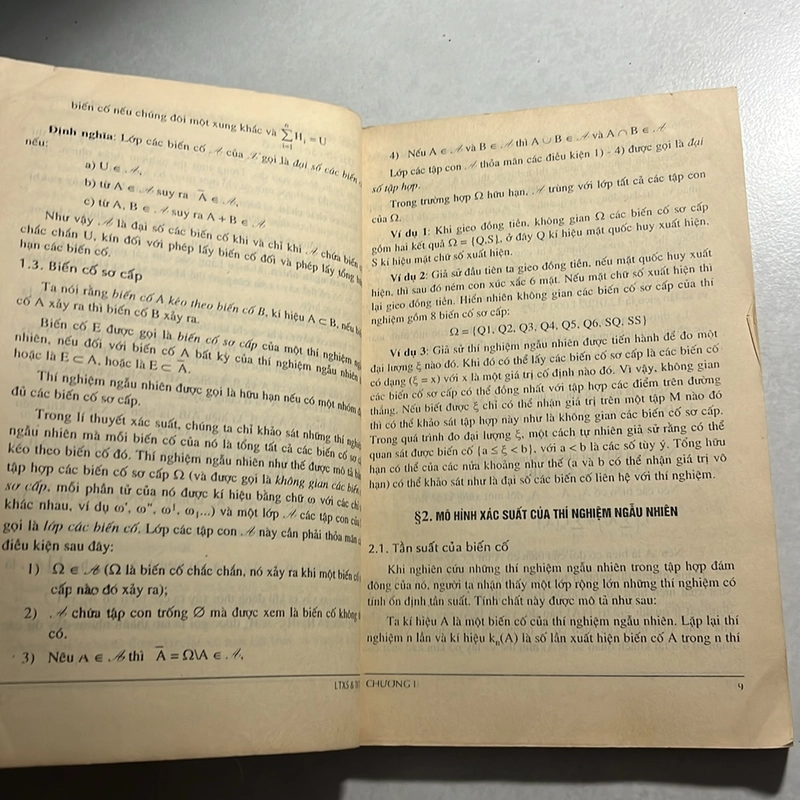 biến cố nếu chúng đôi một xung khắc và
n
∑ Hᵢ = U
i=1
Định nghĩa: Lớp các biến cố 𝒜 của 𝒜 gọi là đại số các biến
nếu:
a) U ∈ 𝒜,
b) từ A ∈ 𝒜 suy ra A̅ ∈ 𝒜,
c) từ A, B ∈ 𝒜 suy ra A + B ∈ 𝒜
Như vậy 𝒜 là đại số các biến cố khi và chỉ khi 𝒜 chứa biến
chắc chắn U, kín đối với phép lấy biến cố đối và phép lấy tổng
hạn các biến cố.
1.3. Biến cố sơ cấp
Ta nói rằng biến cố A kéo theo biến cố B, kí hiệu A ⊂ B, nếu
cố A xảy ra thì biến cố B xảy ra.
Biến cố E được gọi là biến cố sơ cấp của một thí nghiệm
nhiên, nếu đối với biến cố A bất kỳ của thí nghiệm ngẫu nhiên
hoặc là E ⊂ A, hoặc là E ⊂ A̅.
Thí nghiệm ngẫu nhiên được gọi là hữu hạn nếu có một nhóm
đủ các biến cố sơ cấp.
Trong lí thuyết xác suất, chúng ta chỉ khảo sát những thí
ngẫu nhiên mà mỗi biến cố của nó là tổng tất cả các biến cố
kéo theo biến cố đó. Thí nghiệm ngẫu nhiên như thế được mô tả
tập hợp các biến cố sơ cấp Ω (và được gọi là không gian các biến
sơ cấp, mỗi phần tử của nó được kí hiệu bằng chữ ω với các chỉ
khác nhau, ví dụ ω', ω'', ω¹, ω₁...) và một lớp 𝒜 các tập con của
gọi là lớp các biến cố. Lớp các tập con 𝒜 này cần phải thỏa mãn
điều kiện sau đây:
1) Ω ∈ 𝒜 (Ω là biến cố chắc chắn, nó xảy ra khi một biến cố
cấp nào đó xảy ra);
2) 𝒜 chứa tập con trống ∅ mà được xem là biến cố không
có.
3) Nếu A ∈ 𝒜 thì A̅ = Ω\A ∈ 𝒜,
LTXS &
4) Nếu A ∈ 𝒜 và B ∈ 𝒜 thì A ∪ B ∈ 𝒜 và A ∩ B ∈ 𝒜
Lớp các tập con 𝒜 thỏa mãn các điều kiện 1) - 4) được gọi là đại
số tập hợp.
Trong trường hợp Ω hữu hạn, 𝒜 trùng với lớp tất cả các tập con
của Ω.
Ví dụ 1: Khi gieo đồng tiền, không gian Ω các biến cố sơ cấp
gồm hai kết quả Ω = {Q,S}, ở đây Q kí hiệu mặt quốc huy xuất hiện,
S kí hiệu mặt chữ số xuất hiện.
Ví dụ 2: Giả sử đầu tiên ta gieo đồng tiền, nếu mặt quốc huy xuất
hiện, thì sau đó ném con xúc xắc 6 mặt. Nếu mặt chữ số xuất hiện thì
lại gieo đồng tiền. Hiển nhiên không gian các biến cố sơ cấp của thí
nghiệm gồm 8 biến cố sơ cấp:
Ω = {Q1, Q2, Q3, Q4, Q5, Q6, SQ, SS}
Ví dụ 3: Giả sử thí nghiệm ngẫu nhiên được tiến hành để đo một
đại lượng ξ nào đó. Khi đó có thể lấy các biến cố sơ cấp là các biến cố
có dạng (ξ = x) với x là một giá trị cố định nào đó. Vì vậy, không gian
các biến cố sơ cấp có thể đồng nhất với tập hợp các điểm trên đường
thẳng. Nếu biết được ξ chỉ có thể nhận giá trị trên một tập M nào đó
thì có thể khảo sát tập hợp này như là không gian các biến cố sơ cấp.
Trong quá trình đo đại lượng ξ, một cách tự nhiên giả sử rằng có thể
quan sát được biến cố {a ≤ ξ < b}, với a < b là các số tùy ý. Tổng hữu
hạn có thể của các nửa khoảng như thế (a và b có thể nhận giá trị vô
hạn) có thể khảo sát như là đại số các biến cố liên hệ với thí nghiệm.
§2. MÔ HÌNH XÁC SUẤT CỦA THÍ NGHIỆM NGẪU NHIÊN
2.1. Tần suất của biến cố
Khi nghiên cứu những thí nghiệm ngẫu nhiên trong tập hợp đám
đông của nó, người ta nhận thấy một lớp rộng lớn những thí nghiệm có
tính ổn định tần suất. Tính chất này được mô tả như sau:
Ta kí hiệu A là một biến cố của thí nghiệm ngẫu nhiên. Lặp lại thí
nghiệm n lần và kí hiệu kₙ(A) là số lần xuất hiện biến cố A trong n thí
CHƯƠNG I
9